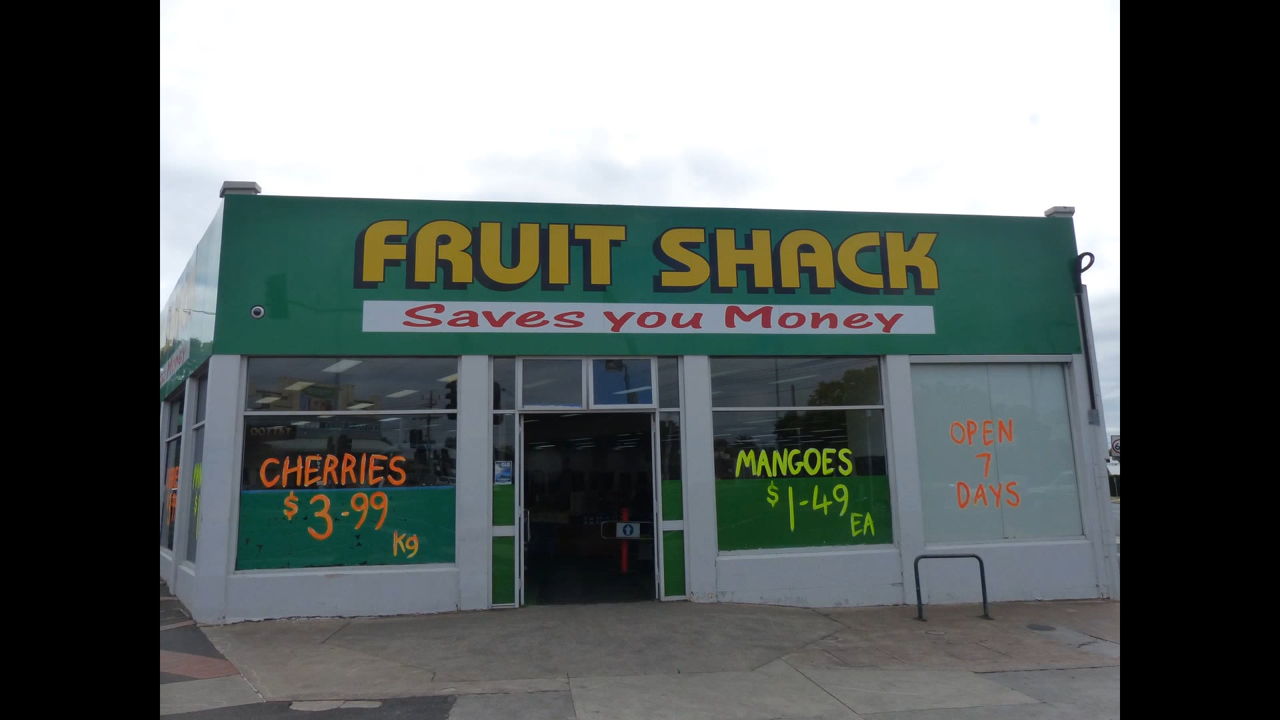 FRUIT SHACK
Saves you Money
CHERRIES
$3-99
Kg
MANGOES
$1-49
EA
OPEN
7
DAYS